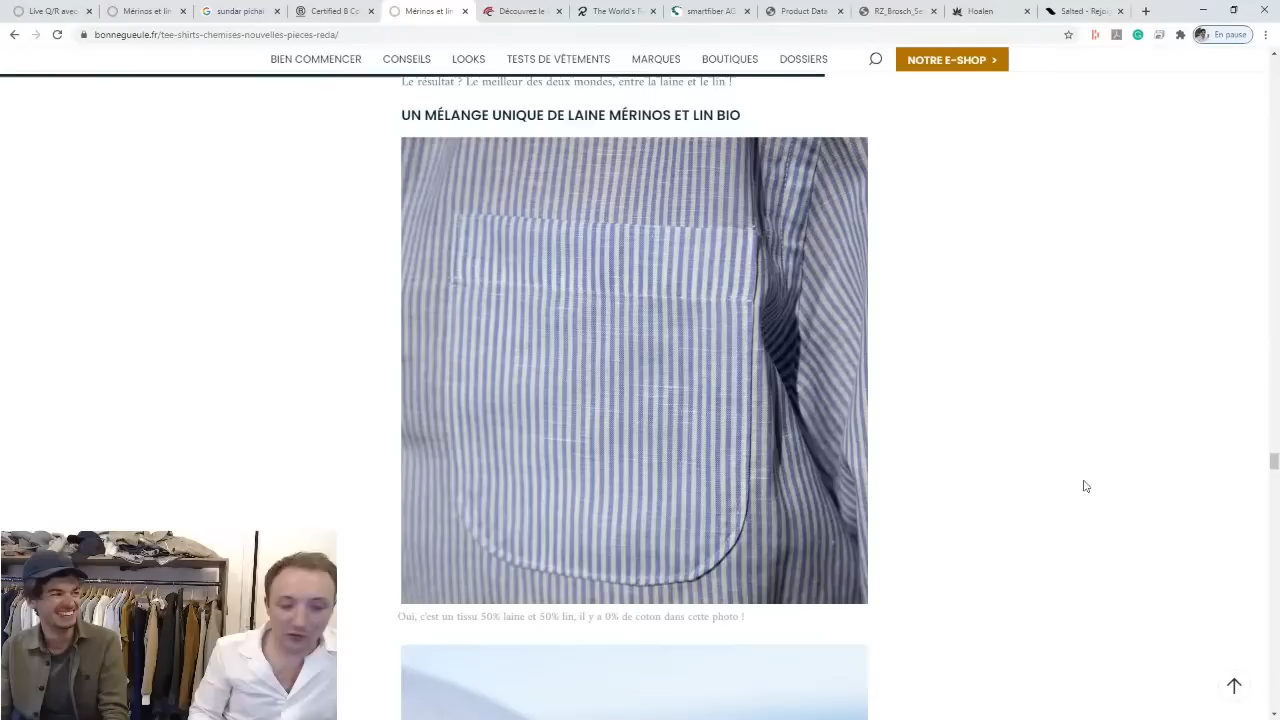 Live Q/R avec
Mérinos et lin
sundar pichai
Certified B Co
Mérinos et lin
Découvrez le
The World's R
smartfiber AG
Product Data
RZ_Brosch_Se
Hoalen
Salted - Rejoig
bonnegueule.fr/tee-shirts-chemises-nouvelles-pieces-reda/
En pause
BIEN COMMENCER CONSEILS LOOKS TESTS DE VÊTEMENTS MARQUES BOUTIQUES DOSSIERS NOTRE E-SHOP >
Le résultat ? Le meilleur des deux mondes, entre la laine et le lin !
UN MÉLANGE UNIQUE DE LAINE MÉRINOS ET LIN BIO
Oui, c'est un tissu 50% laine et 50% lin, il y a 0% de coton dans cette photo !